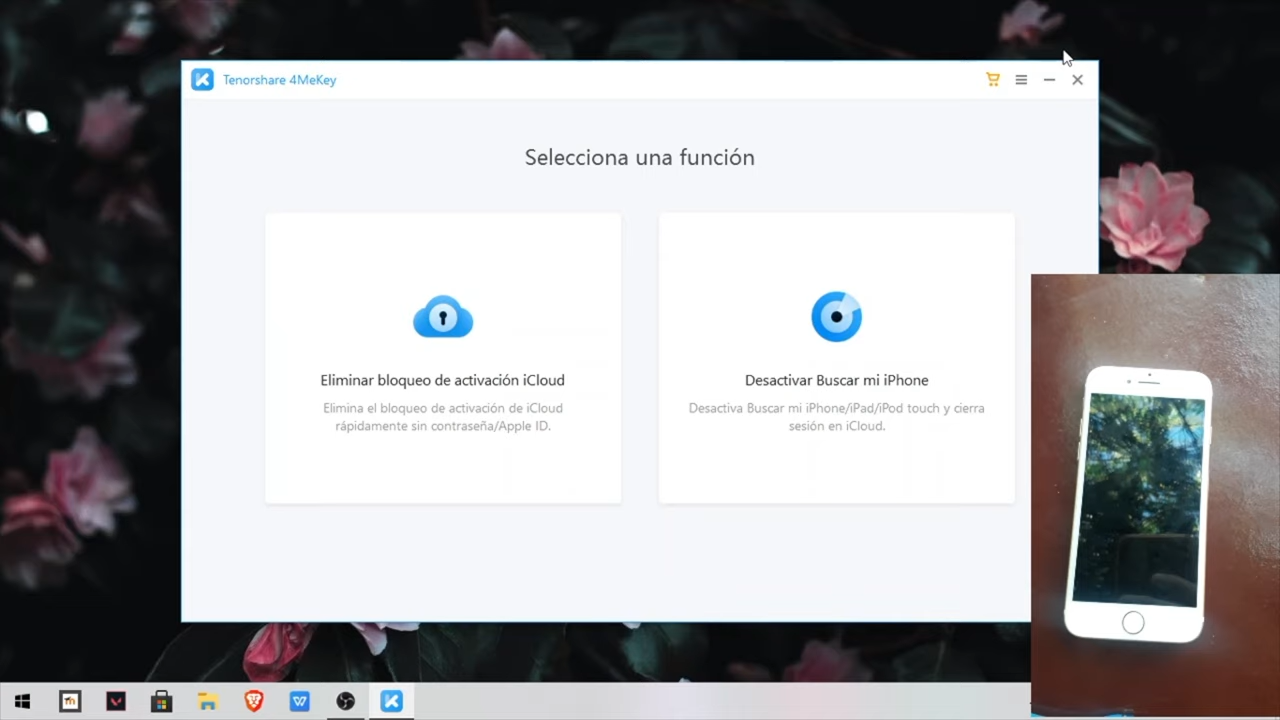 Tenorshare 4MeKey
Selecciona una función
Eliminar bloqueo de activación iCloud
Elimina el bloqueo de activación de iCloud
rápidamente sin contraseña/Apple ID.
Desactivar Buscar mi iPhone
Desactiva Buscar mi iPhone/iPad/iPod touch y cierra
sesión en iCloud.